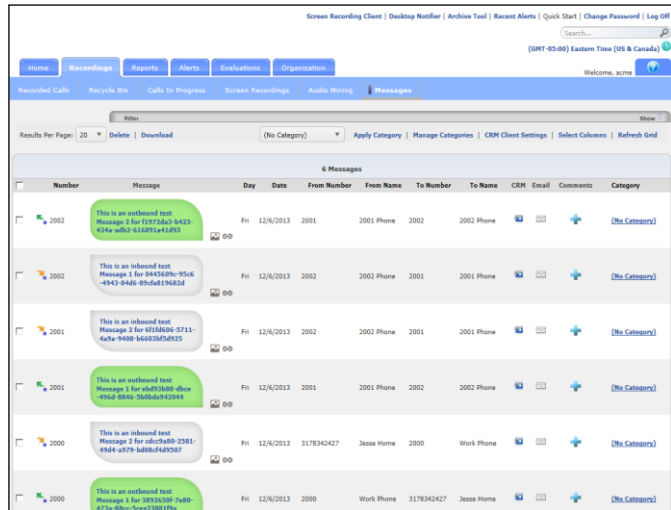 Screen Recording Client | Desktop Notifier | Archive Tool | Recent Alerts | Quick Start | Change Password | Log Off
Search...
(GMT-05:00) Eastern Time (US & Canada)
Home Recordings Reports Alerts Evaluations Organization
Welcome, acme
Recorded Calls Recycle Bin Calls In Progress Screen Recordings Audio Mining Messages
Filter Show
Results Per Page: 20 Delete | Download (No Category) Apply Category | Manage Categories | CRM Client Settings | Select Columns | Refresh Grid
6 Messages
Number Message Day Date From Number From Name To Number To Name CRM Email Comments Category
This is an outbound test
2002 Message 2 for f1972da3-b423- Fri 12/6/2013 2001 2001 Phone 2002 2002 Phone (No Category)
434a-adb2-616891a41d93
This is an inbound test
2002 Message 1 for 0445609c-95c6 Fri 12/6/2013 2002 2002 Phone 2001 2001 Phone (No Category)
-4943-84d6-89cfa819682d
This is an inbound test
2001 Message 2 for 6f1fd606-5711- Fri 12/6/2013 2002 2002 Phone 2001 2001 Phone (No Category)
4a9a-9408-b6603bf5d925
This is an outbound test
2001 Message 1 for ebd93b88-dbce Fri 12/6/2013 2001 2001 Phone 2002 2002 Phone (No Category)
-496d-8846-5b0bde942044
This is an inbound test
2000 Message 2 for cdcc9a80-2581- Fri 12/6/2013 3178342427 Jesse Home 2000 Work Phone (No Category)
49d4-a979-bd08cf4d9507
This is an outbound test
2000 Message 1 for 3893650f-7a80- Fri 12/6/2013 2000 Work Phone 3178342427 Jesse Home (No Category)
473a-88cc-5cea23881f9a